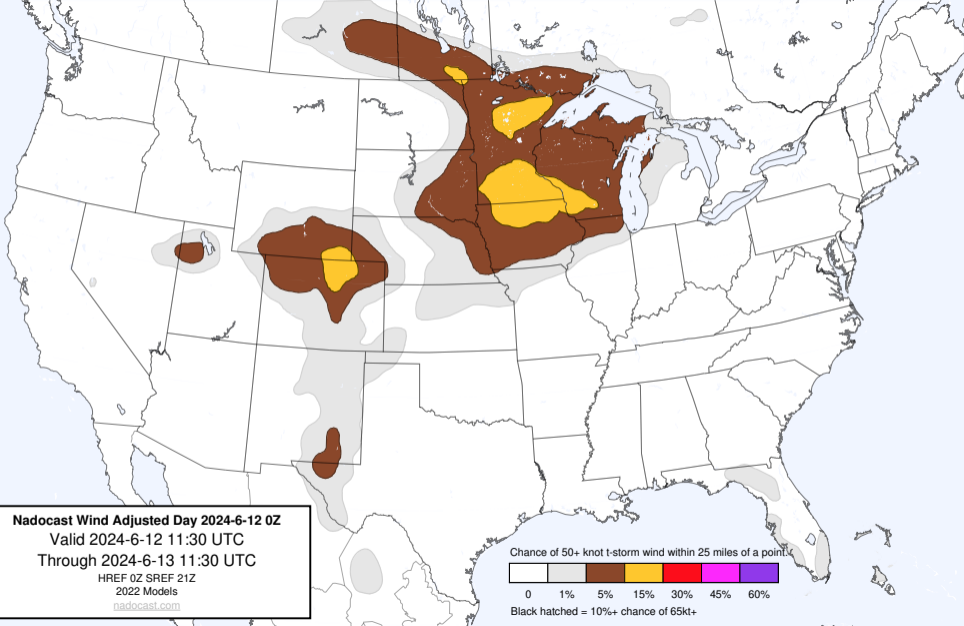 Nadocast Wind Adjusted Day 2024-6-12 0Z
Valid 2024-6-12 11:30 UTC
Through 2024-6-13 11:30 UTC
HREF 0Z SREF 21Z
2022 Models
nadocast.com
Chance of 50+ knot t-storm wind within 25 miles of a point.
0 1% 5% 15% 30% 45% 60%
Black hatched = 10%+ chance of 65kt+